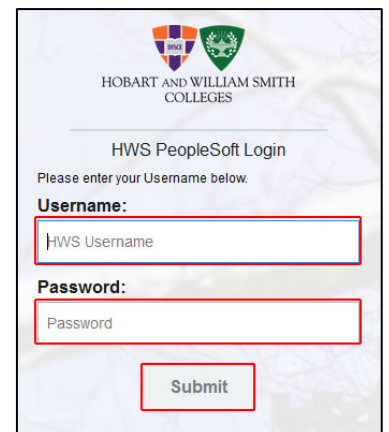 DISCE
HOBART AND WILLIAM SMITH
COLLEGES
HWS PeopleSoft Login
Please enter your Username below.
Username:
HWS Username
Password:
Password
Submit